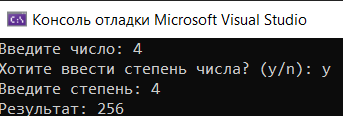 Консоль отладки Microsoft Visual Studio
Введите число: 4
Хотите ввести степень числа? (y/n): y
Введите степень: 4
Результат: 256